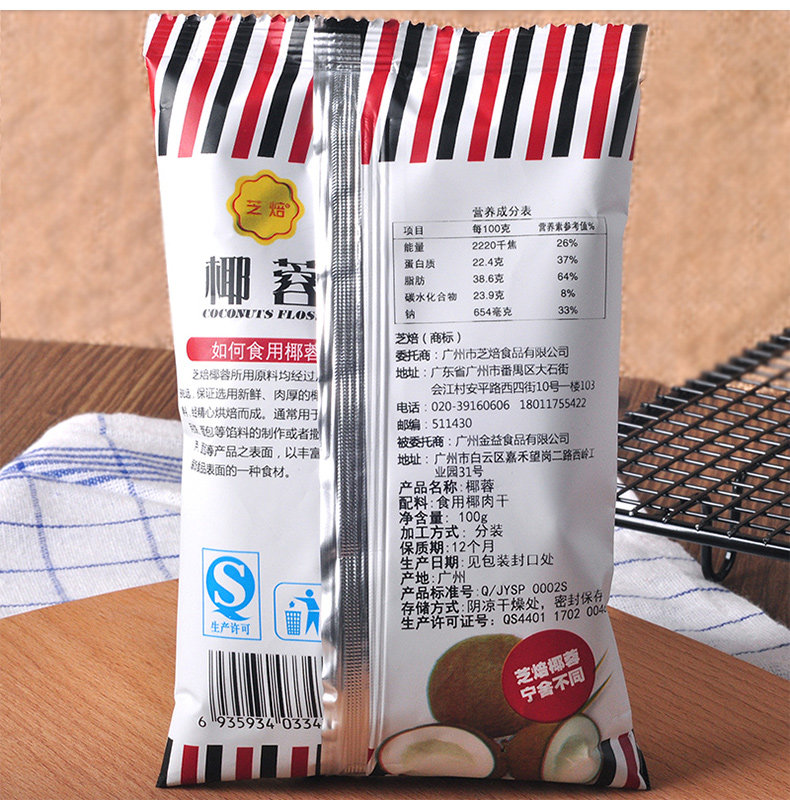 芝焙
椰蓉
COCONUTS FLOS
如何食用椰蓉
芝焙椰蓉所用原料均经过
保证选用新鲜、肉厚的椰
经精心烘焙而成。通常用于
包等馅料的制作或者撒
等产品之表面，以丰富
食品表面的一种食材。
生产许可
6 935934 0334
营养成分表
项目 每100克 营养素参考值%
能量 2220千焦 26%
蛋白质 22.4克 37%
脂肪 38.6克 64%
碳水化合物 23.9克 8%
钠 654毫克 33%
芝焙（商标）
委托商：广州市芝焙食品有限公司
地址：广东省广州市番禺区大石街
会江村安平路西四街10号一楼103
电话：020-39160606 18011755422
邮编：511430
被委托商：广州金益食品有限公司
地址：广州市白云区嘉禾望岗二路西岭工
业园31号
产品名称:椰蓉
配料:食用椰肉干
净含量:100g
加工方式:分装
保质期:12个月
生产日期:见包装封口处
产地:广州
产品标准号:Q/JYSP 0002S
存储方式:阴凉干燥处，密封保存
生产许可证号:QS4401 1702 004
芝焙椰蓉
宁舍不同